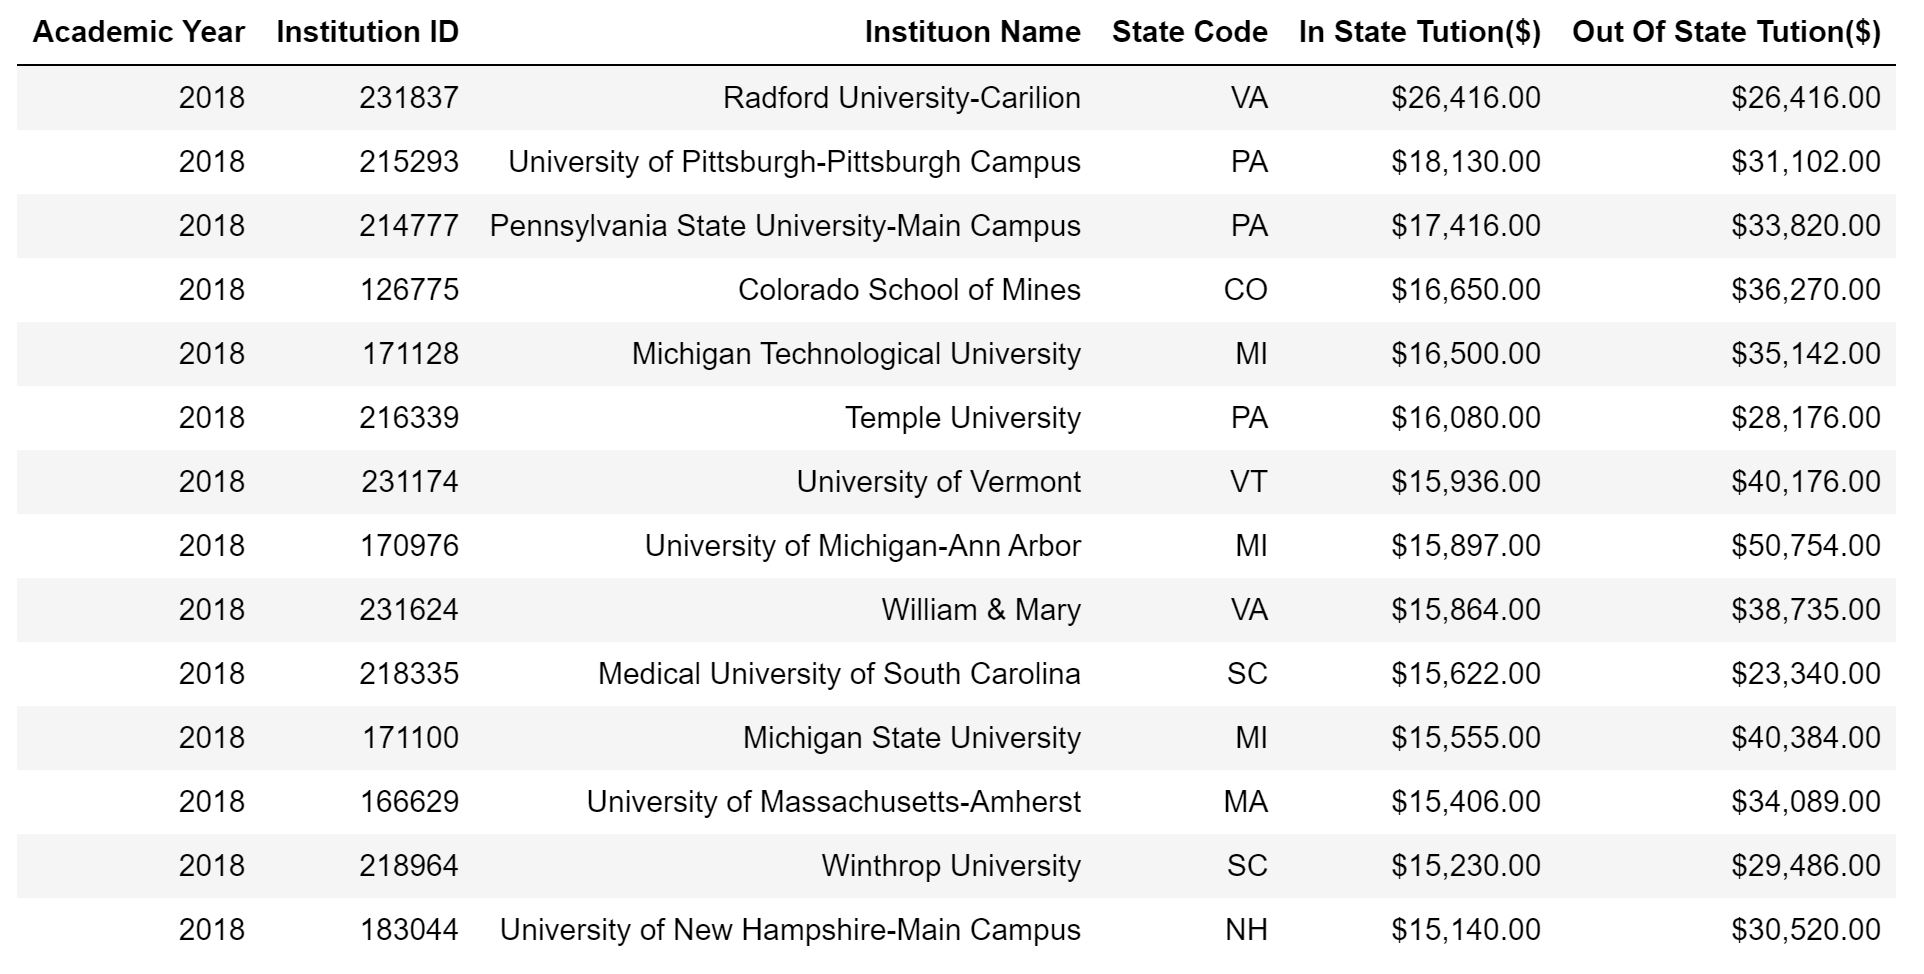 Academic Year Institution ID Instituon Name State Code In State Tution($) Out Of State Tution($)
2018 231837 Radford University-Carilion VA $26,416.00 $26,416.00
2018 215293 University of Pittsburgh-Pittsburgh Campus PA $18,130.00 $31,102.00
2018 214777 Pennsylvania State University-Main Campus PA $17,416.00 $33,820.00
2018 126775 Colorado School of Mines CO $16,650.00 $36,270.00
2018 171128 Michigan Technological University MI $16,500.00 $35,142.00
2018 216339 Temple University PA $16,080.00 $28,176.00
2018 231174 University of Vermont VT $15,936.00 $40,176.00
2018 170976 University of Michigan-Ann Arbor MI $15,897.00 $50,754.00
2018 231624 William & Mary VA $15,864.00 $38,735.00
2018 218335 Medical University of South Carolina SC $15,622.00 $23,340.00
2018 171100 Michigan State University MI $15,555.00 $40,384.00
2018 166629 University of Massachusetts-Amherst MA $15,406.00 $34,089.00
2018 218964 Winthrop University SC $15,230.00 $29,486.00
2018 183044 University of New Hampshire-Main Campus NH $15,140.00 $30,520.00